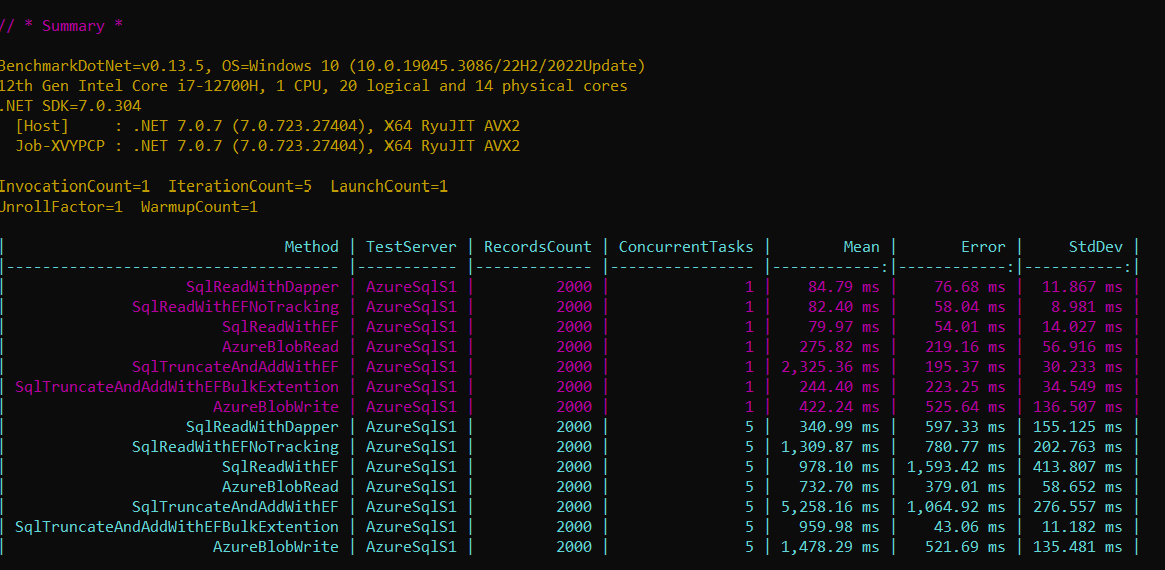 // * Summary *
BenchmarkDotNet=v0.13.5, OS=Windows 10 (10.0.19045.3086/22H2/2022Update)
12th Gen Intel Core i7-12700H, 1 CPU, 20 logical and 14 physical cores
.NET SDK=7.0.304
[Host]     : .NET 7.0.7 (7.0.723.27404), X64 RyuJIT AVX2
Job-XVYPCP : .NET 7.0.7 (7.0.723.27404), X64 RyuJIT AVX2
InvocationCount=1  IterationCount=5  LaunchCount=1
UnrollFactor=1  WarmupCount=1
|                              Method | TestServer | RecordsCount | ConcurrentTasks |        Mean |       Error |     StdDev |
|------------------------------------ |----------- |------------- |---------------- |------------:|------------:|-----------:|
|                   SqlReadWithDapper | AzureSqlS1 |         2000 |               1 |    84.79 ms |    76.68 ms |  11.867 ms |
|             SqlReadWithEFNoTracking | AzureSqlS1 |         2000 |               1 |    82.40 ms |    58.04 ms |   8.981 ms |
|                       SqlReadWithEF | AzureSqlS1 |         2000 |               1 |    79.97 ms |    54.01 ms |  14.027 ms |
|                       AzureBlobRead | AzureSqlS1 |         2000 |               1 |   275.82 ms |   219.16 ms |  56.916 ms |
|            SqlTruncateAndAddWithEF | AzureSqlS1 |         2000 |               1 | 2,325.36 ms |   195.37 ms |  30.233 ms |
| SqlTruncateAndAddWithEFBulkExtention | AzureSqlS1 |         2000 |               1 |   244.40 ms |   223.25 ms |  34.549 ms |
|                      AzureBlobWrite | AzureSqlS1 |         2000 |               1 |   422.24 ms |   525.64 ms | 136.507 ms |
|                   SqlReadWithDapper | AzureSqlS1 |         2000 |               5 |   340.99 ms |   597.33 ms | 155.125 ms |
|             SqlReadWithEFNoTracking | AzureSqlS1 |         2000 |               5 | 1,309.87 ms |   780.77 ms | 202.763 ms |
|                       SqlReadWithEF | AzureSqlS1 |         2000 |               5 |   978.10 ms | 1,593.42 ms | 413.807 ms |
|                       AzureBlobRead | AzureSqlS1 |         2000 |               5 |   732.70 ms |   379.01 ms |  58.652 ms |
|            SqlTruncateAndAddWithEF | AzureSqlS1 |         2000 |               5 | 5,258.16 ms | 1,064.92 ms | 276.557 ms |
| SqlTruncateAndAddWithEFBulkExtention | AzureSqlS1 |         2000 |               5 |   959.98 ms |    43.06 ms |  11.182 ms |
|                      AzureBlobWrite | AzureSqlS1 |         2000 |               5 | 1,478.29 ms |   521.69 ms | 135.481 ms |